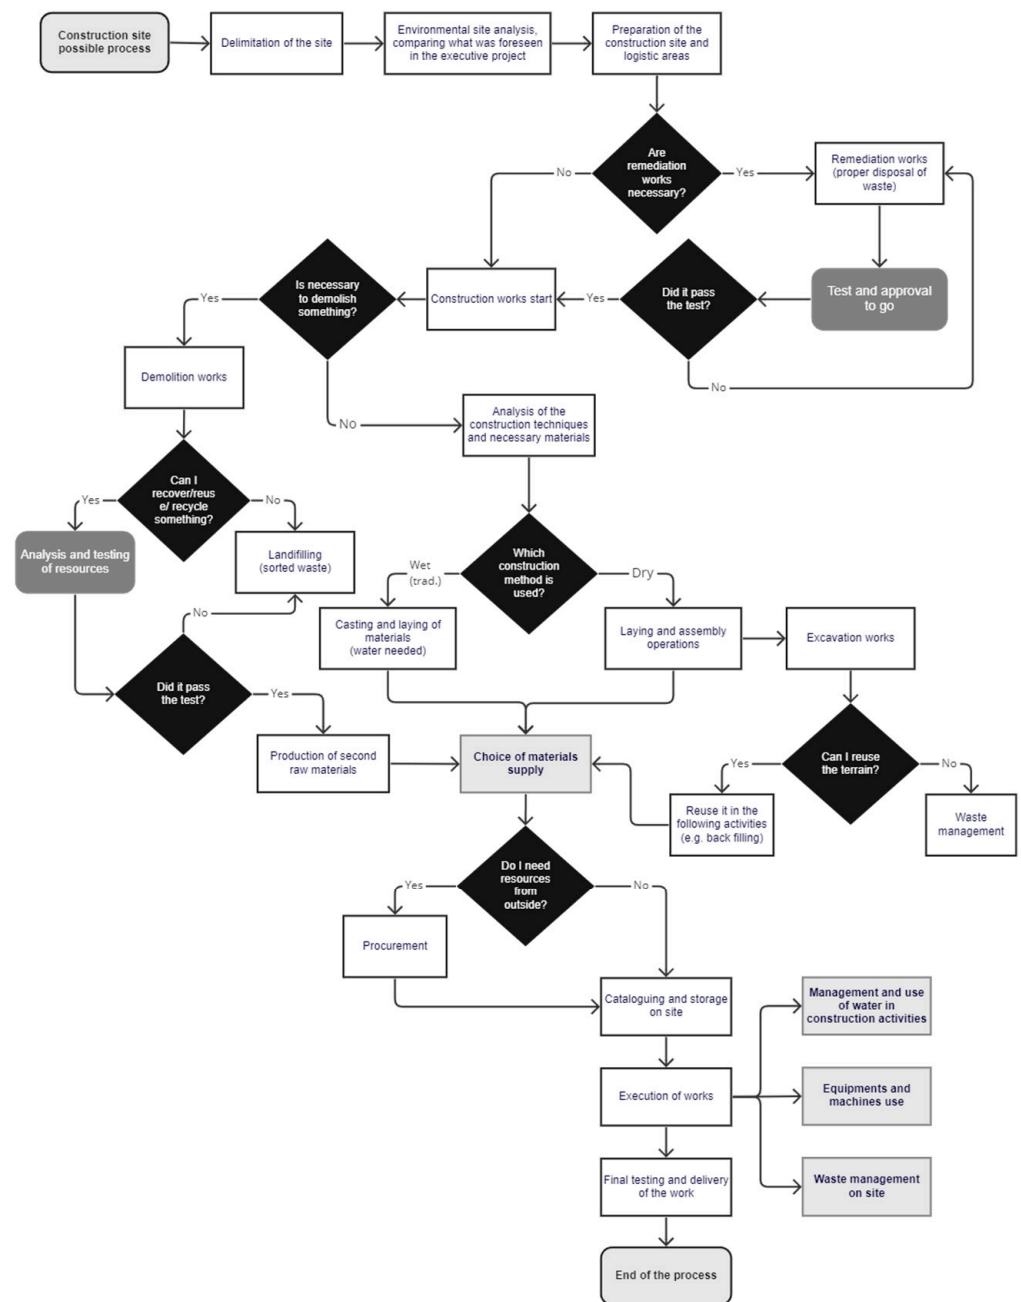 Construction site
possible process
Delimitation of the site
Environmental site analysis,
comparing what was foreseen
in the executive project
Preparation of the
construction site and
logistic areas
Are
remediation
works
necessary?
No
Yes
Remediation works
(proper disposal of
waste)
Is necessary
to demolish
something?
Yes
Construction works start
Yes
Did it pass
the test?
Test and approval
to go
No
Demolition works
No
Analysis of the
construction techniques
and necessary materials
Can I
recover/reus
e/ recycle
something?
Yes
No
Analysis and testing
of resources
Landfilling
(sorted waste)
Which
construction
method is
used?
Wet
(trad.)
Dry
No
Casting and laying of
materials
(water needed)
Laying and assembly
operations
Excavation works
Did it pass
the test?
Yes
Production of second
raw materials
Choice of materials
supply
Can I reuse
the terrain?
Yes
No
Reuse it in the
following activities
(e.g. back filling)
Waste
management
Do I need
resources
from
outside?
Yes
No
Procurement
Cataloguing and storage
on site
Management and use
of water in
construction activities
Execution of works
Equipments and
machines use
Final testing and delivery
of the work
Waste management
on site
End of the process